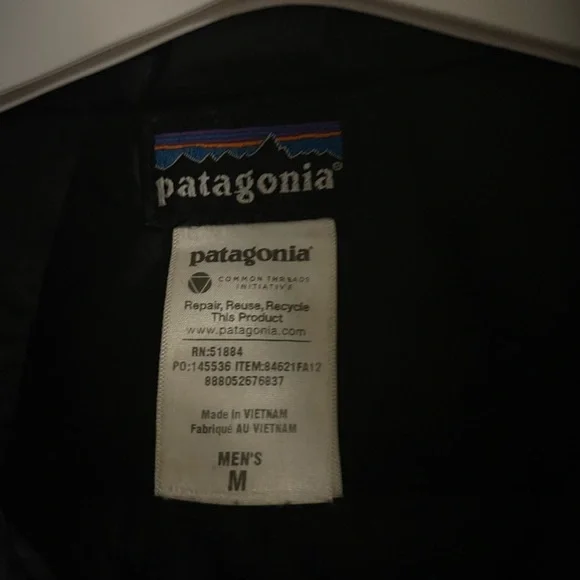 patagonia®
patagonia®
COMMON THREADS
INITIATIVE
Repair, Reuse, Recycle
This Product
www.patagonia.com
RN:51884
PO:145536 ITEM:84621FA12
888052676837
Made in VIETNAM
Fabriqué AU VIETNAM
MEN'S
M